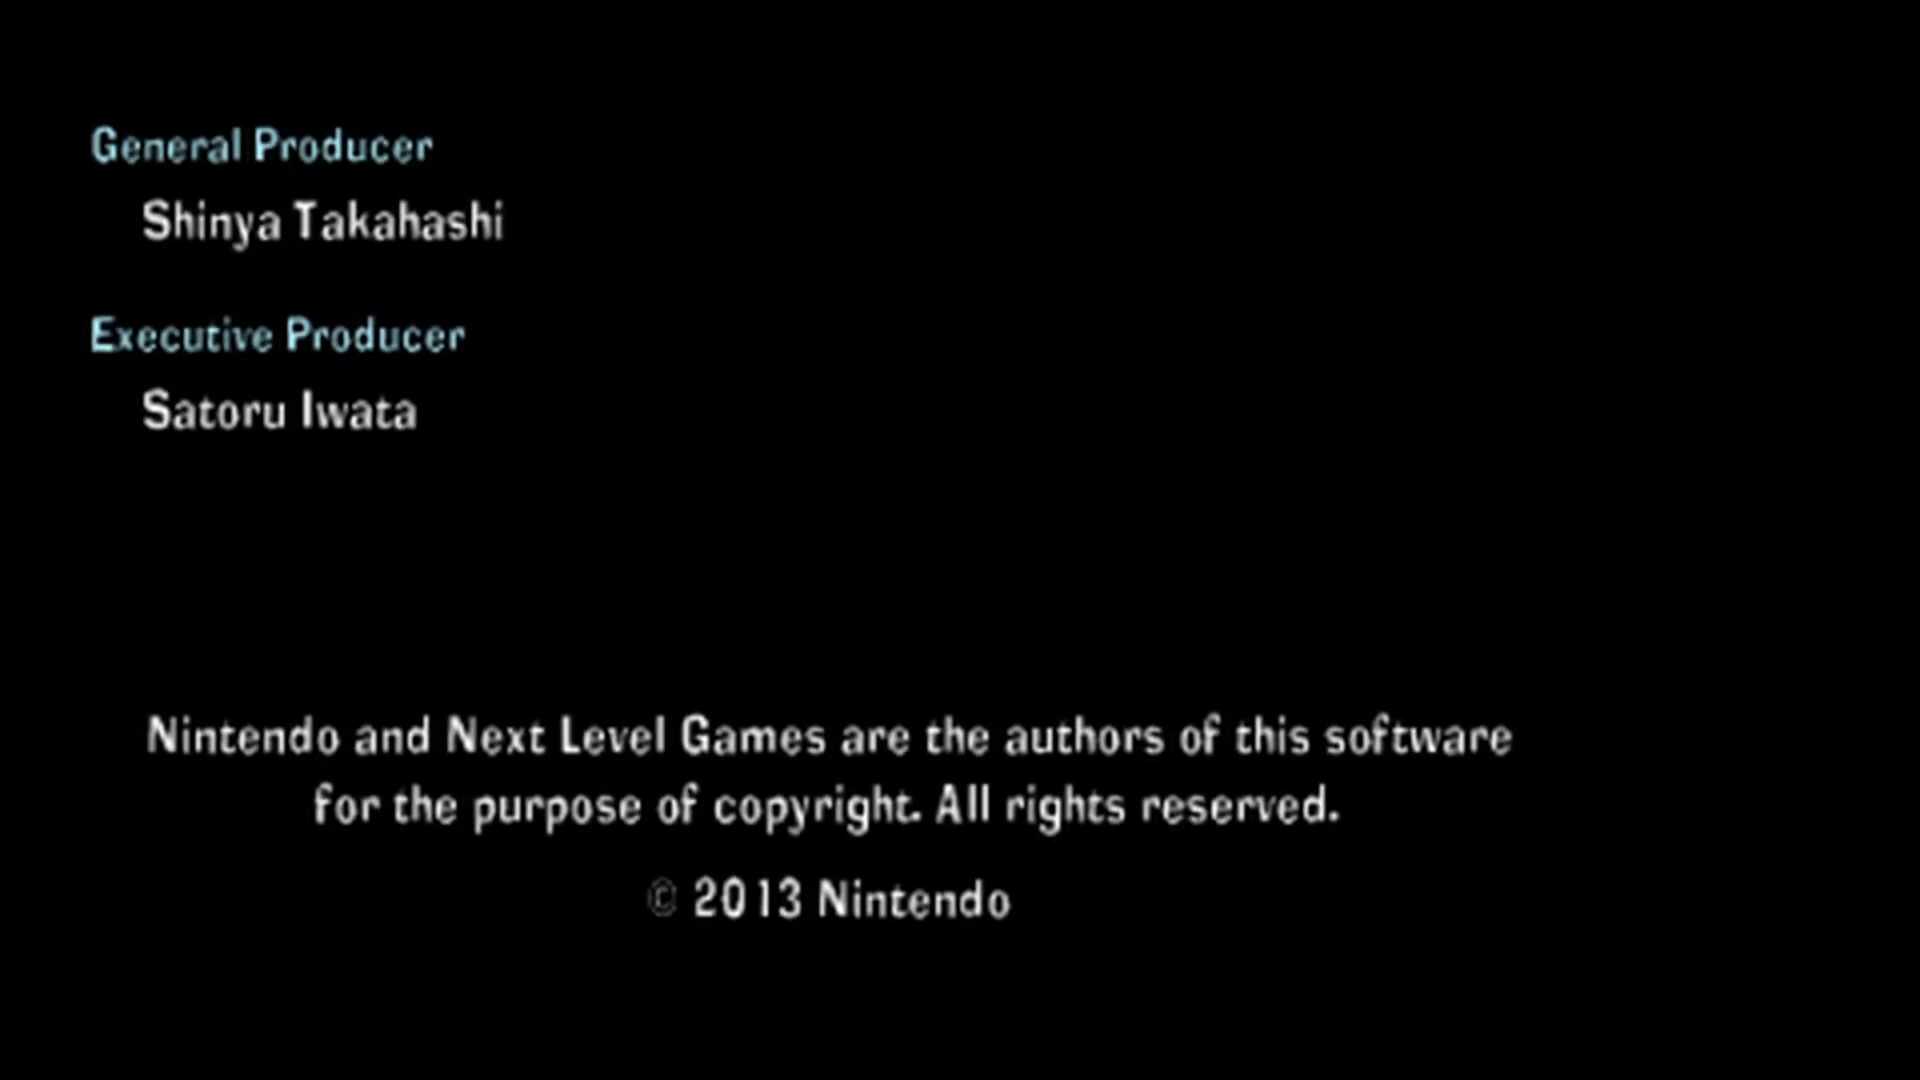 General Producer
Shinya Takahashi
Executive Producer
Satoru Iwata
Nintendo and Next Level Games are the authors of this software
for the purpose of copyright. All rights reserved.
© 2013 Nintendo